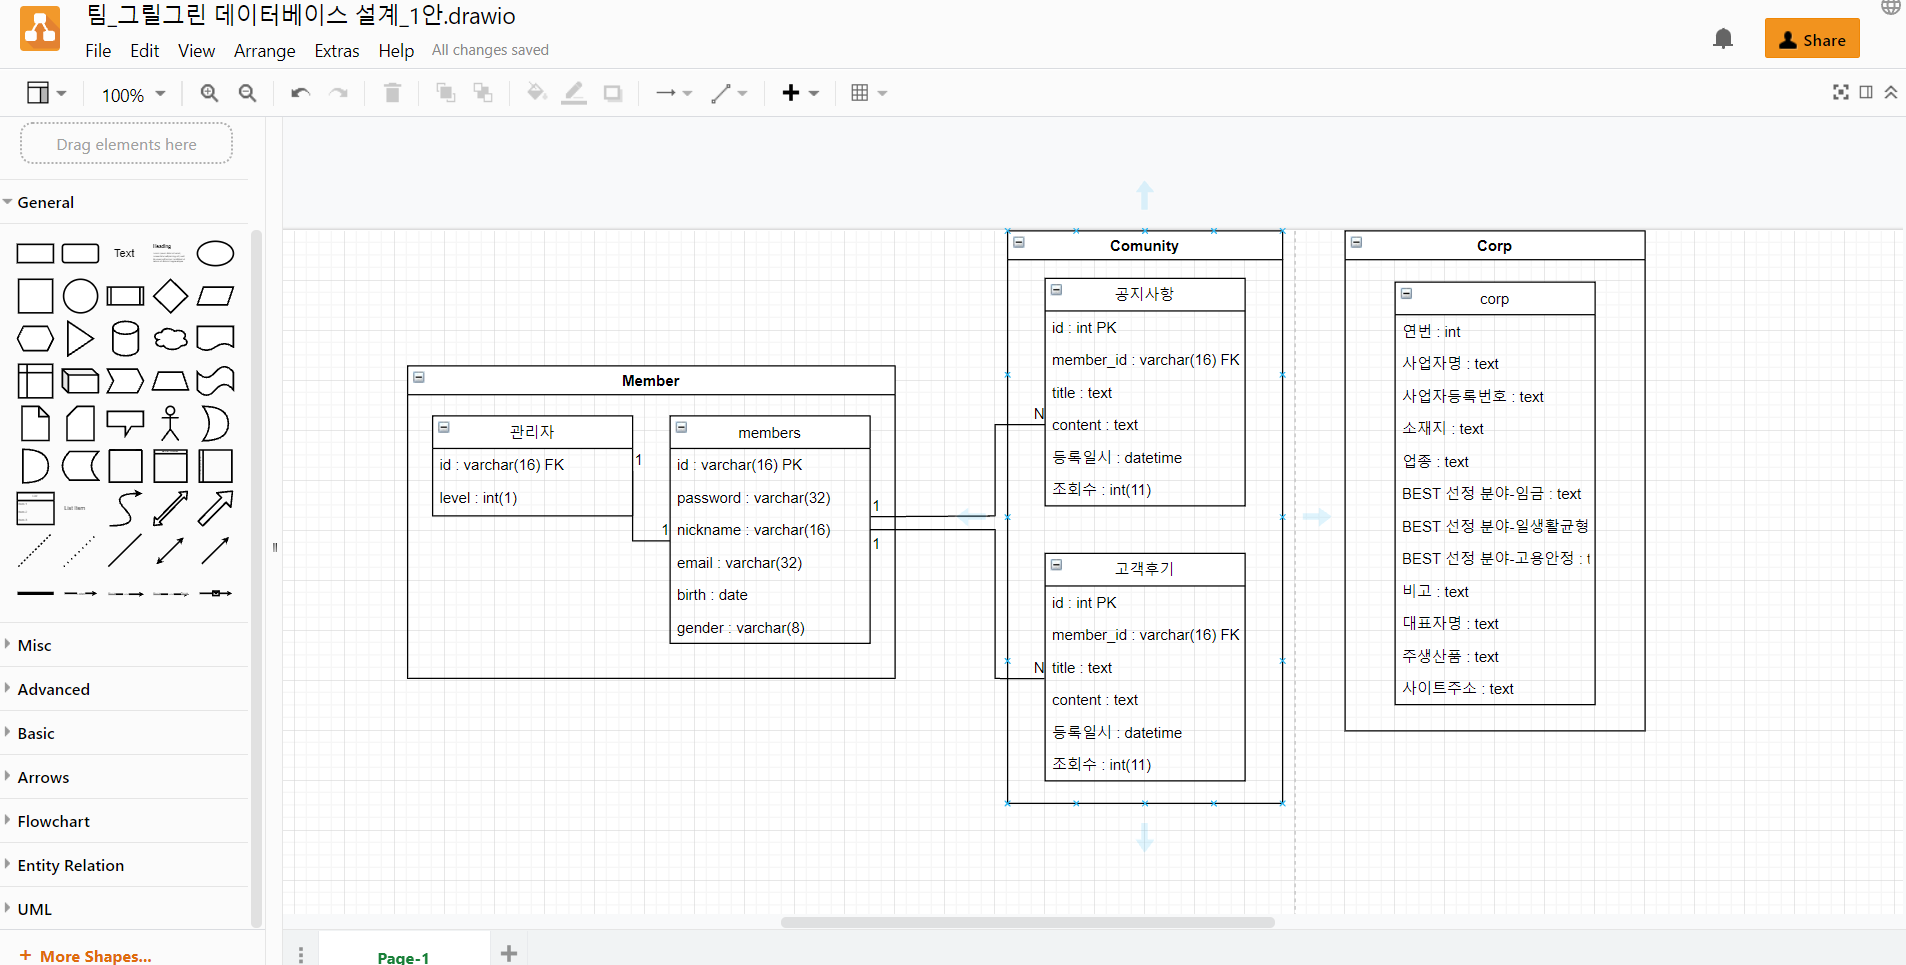 팀_그릴그린 데이터베이스 설계_1안.drawio
File Edit View Arrange Extras Help All changes saved
Share
100%
Drag elements here
General
Text
Heading
List Item
Misc
Advanced
Basic
Arrows
Flowchart
Entity Relation
UML
+ More Shapes...
Member
관리자
id : varchar(16) FK
level : int(1)
1
1
members
id : varchar(16) PK
password : varchar(32)
nickname : varchar(16)
email : varchar(32)
birth : date
gender : varchar(8)
1
1
N
N
Comunity
공지사항
id : int PK
member_id : varchar(16) FK
title : text
content : text
등록일시 : datetime
조회수 : int(11)
고객후기
id : int PK
member_id : varchar(16) FK
title : text
content : text
등록일시 : datetime
조회수 : int(11)
Corp
corp
연번 : int
사업자명 : text
사업자등록번호 : text
소재지 : text
업종 : text
BEST 선정 분야-임금 : text
BEST 선정 분야-일생활균형
BEST 선정 분야-고용안정 : t
비고 : text
대표자명 : text
주생산품 : text
사이트주소 : text
Page-1